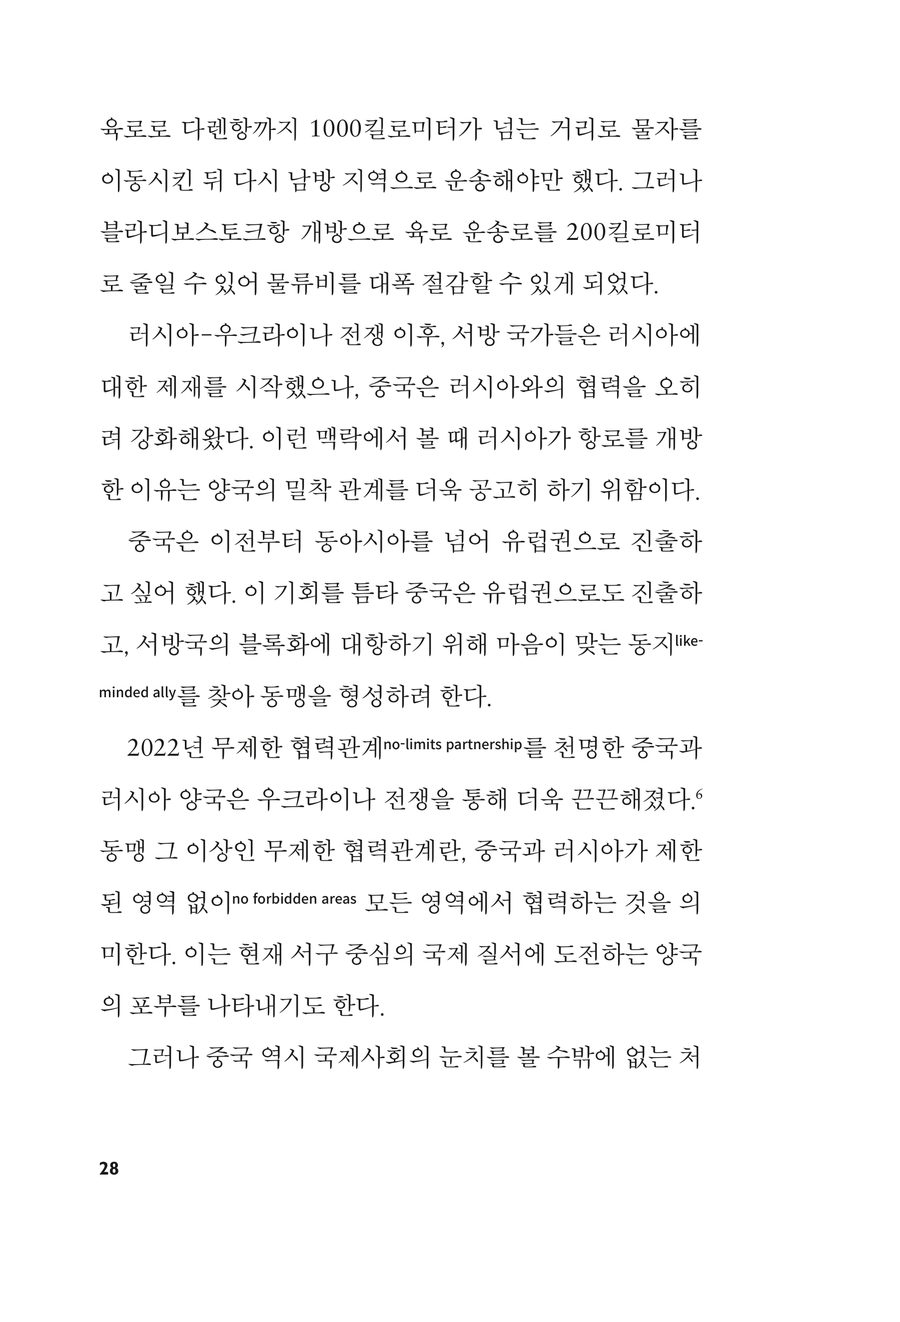 육로로 다롄항까지 1000킬로미터가 넘는 거리로 물자를
이동시킨 뒤 다시 남방 지역으로 운송해야만 했다. 그러나
블라디보스토크항 개방으로 육로 운송로를 200킬로미터
로 줄일 수 있어 물류비를 대폭 절감할 수 있게 되었다.
러시아-우크라이나 전쟁 이후, 서방 국가들은 러시아에
대한 제재를 시작했으나, 중국은 러시아와의 협력을 오히
려 강화해왔다. 이런 맥락에서 볼 때 러시아가 항로를 개방
한 이유는 양국의 밀착 관계를 더욱 공고히 하기 위함이다.
중국은 이전부터 동아시아를 넘어 유럽권으로 진출하
고 싶어 했다. 이 기회를 틈타 중국은 유럽권으로도 진출하
고, 서방국의 블록화에 대항하기 위해 마음이 맞는 동지like-
minded ally를 찾아 동맹을 형성하려 한다.
2022년 무제한 협력관계no-limits partnership를 천명한 중국과
러시아 양국은 우크라이나 전쟁을 통해 더욱 끈끈해졌다.6
동맹 그 이상인 무제한 협력관계란, 중국과 러시아가 제한
된 영역 없이no forbidden areas 모든 영역에서 협력하는 것을 의
미한다. 이는 현재 서구 중심의 국제 질서에 도전하는 양국
의 포부를 나타내기도 한다.
그러나 중국 역시 국제사회의 눈치를 볼 수밖에 없는 처
28